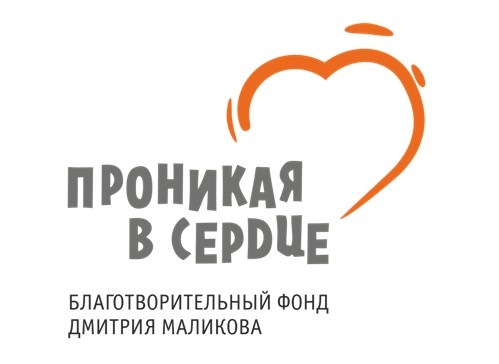 ПРОНИКАЯ
В СЕРДЦЕ
БЛАГОТВОРИТЕЛЬНЫЙ ФОНД
ДМИТРИЯ МАЛИКОВА